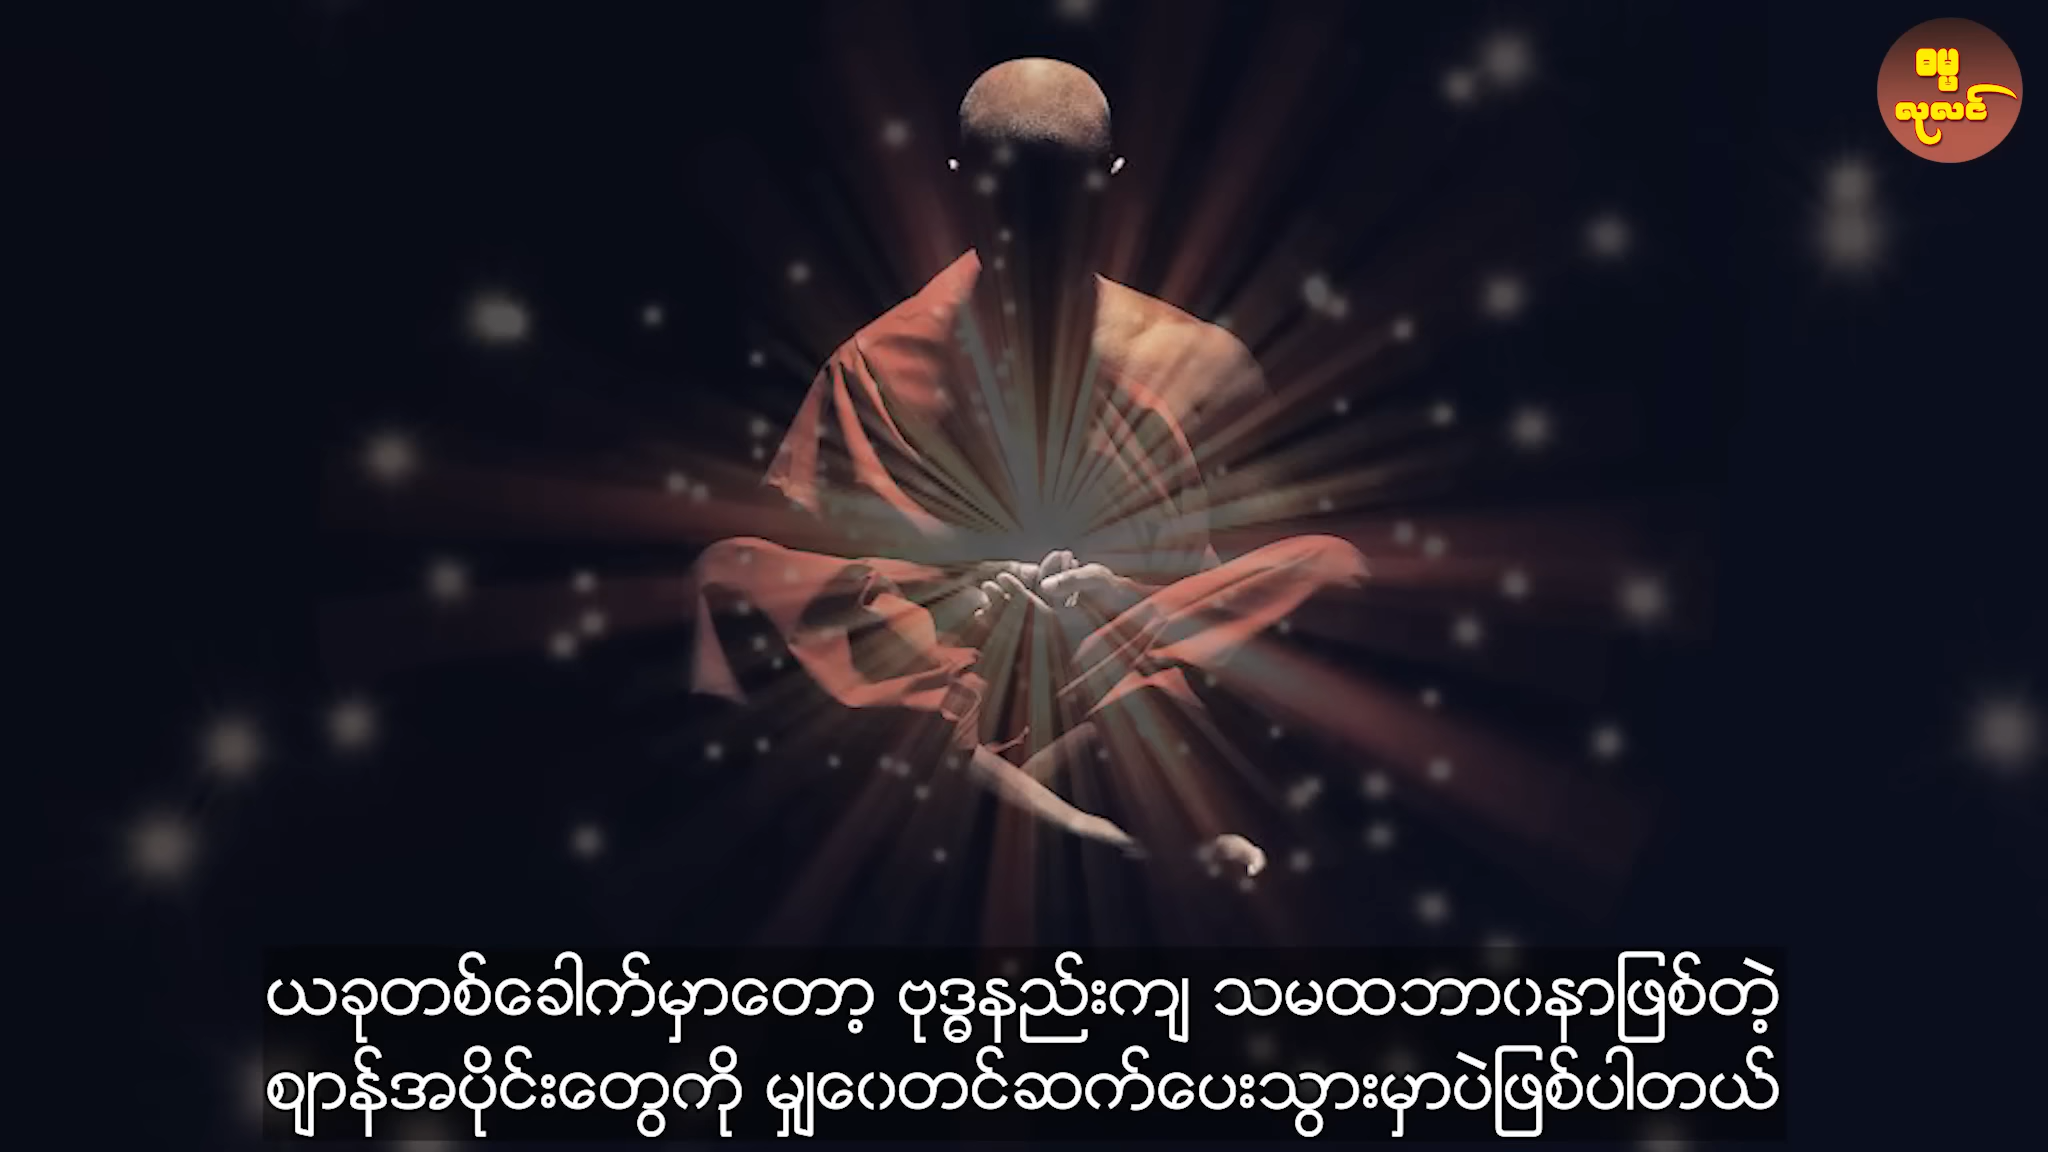 ဓမ္မ
လုလင်
ယခုတစ်ခေါက်မှာတော့ ဗုဒ္ဓနည်းကျ သမထဘာဝနာဖြစ်တဲ့
ဈာန်အပိုင်းတွေကို မျှဝေတင်ဆက်ပေးသွားမှာပဲဖြစ်ပါတယ်